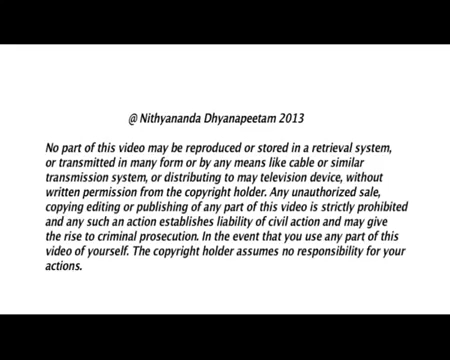 @ Nithyananda Dhyanapeetam 2013
No part of this video may be reproduced or stored in a retrieval system,
or transmitted in many form or by any means like cable or similar
transmission system, or distributing to may television device, without
written permission from the copyright holder. Any unauthorized sale,
copying editing or publishing of any part of this video is strictly prohibited
and any such an action establishes liability of civil action and may give
the rise to criminal prosecution. In the event that you use any part of this
video of yourself. The copyright holder assumes no responsibility for your
actions.